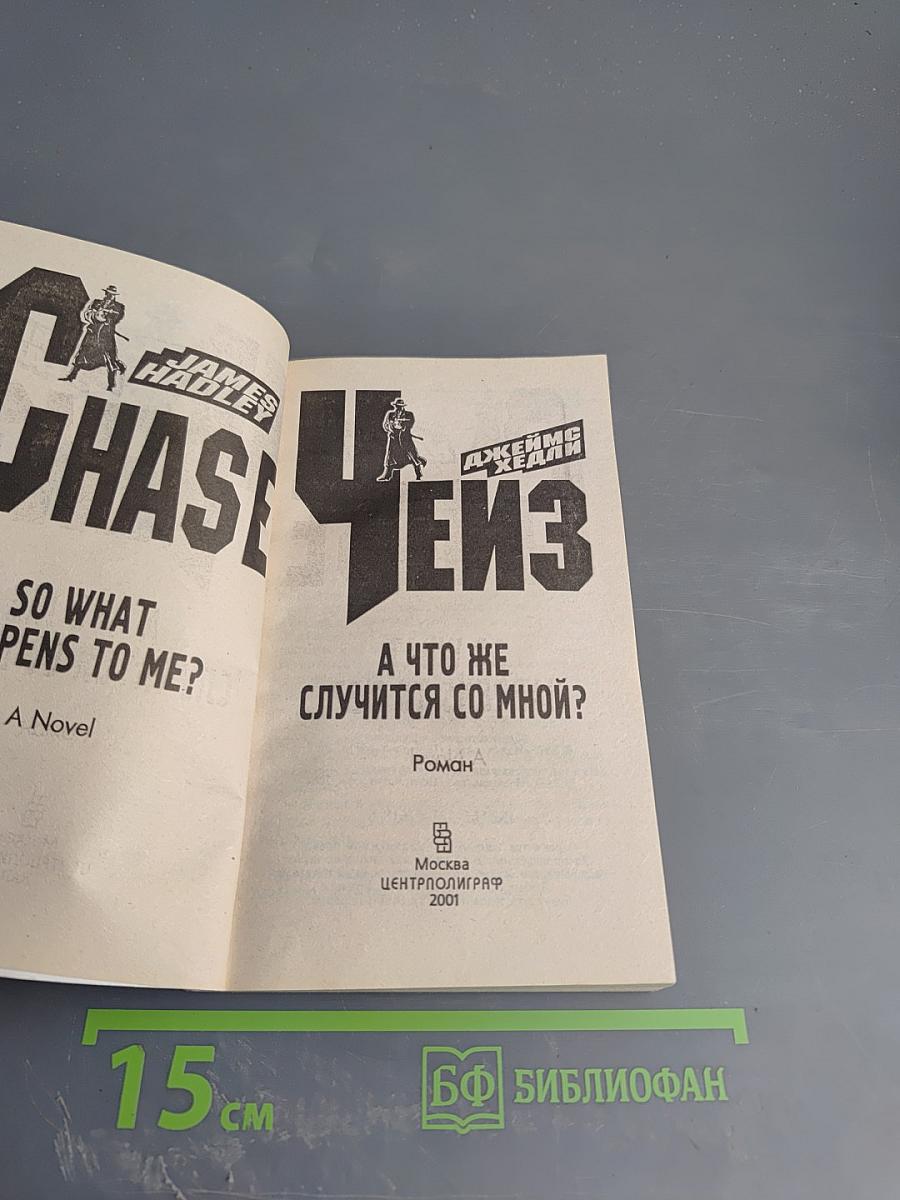 JAMES
HADLEY
CHASE
SO WHAT
PENS TO ME?
A Novel
ДЖЕЙМС
ХЕДЛИ
ЧЕЙЗ
А ЧТО ЖЕ
СЛУЧИТСЯ СО МНОЙ?
Роман
Москва
ЦЕНТРПОЛИГРАФ
2001
15 см
БФ БИБЛИОФАН